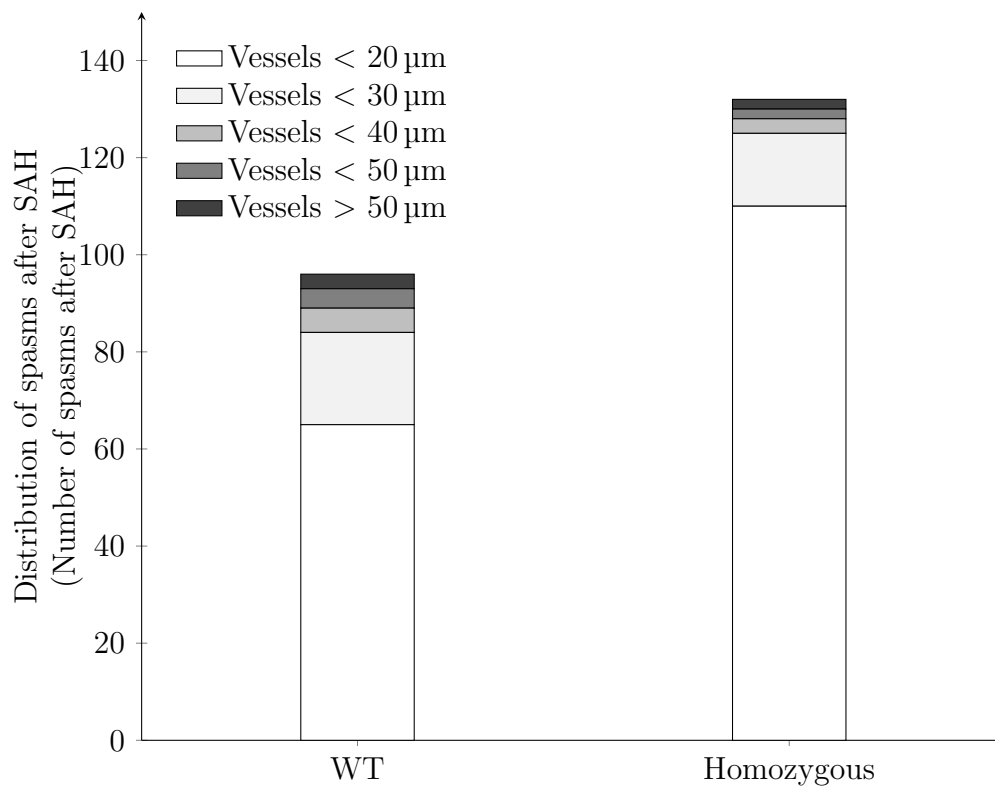 Distribution of spasms after SAH
(Number of spasms after SAH)
140
120
100
80
60
40
20
0
Vessels < 20 µm
Vessels < 30 µm
Vessels < 40 µm
Vessels < 50 µm
Vessels > 50 µm
WT
Homozygous